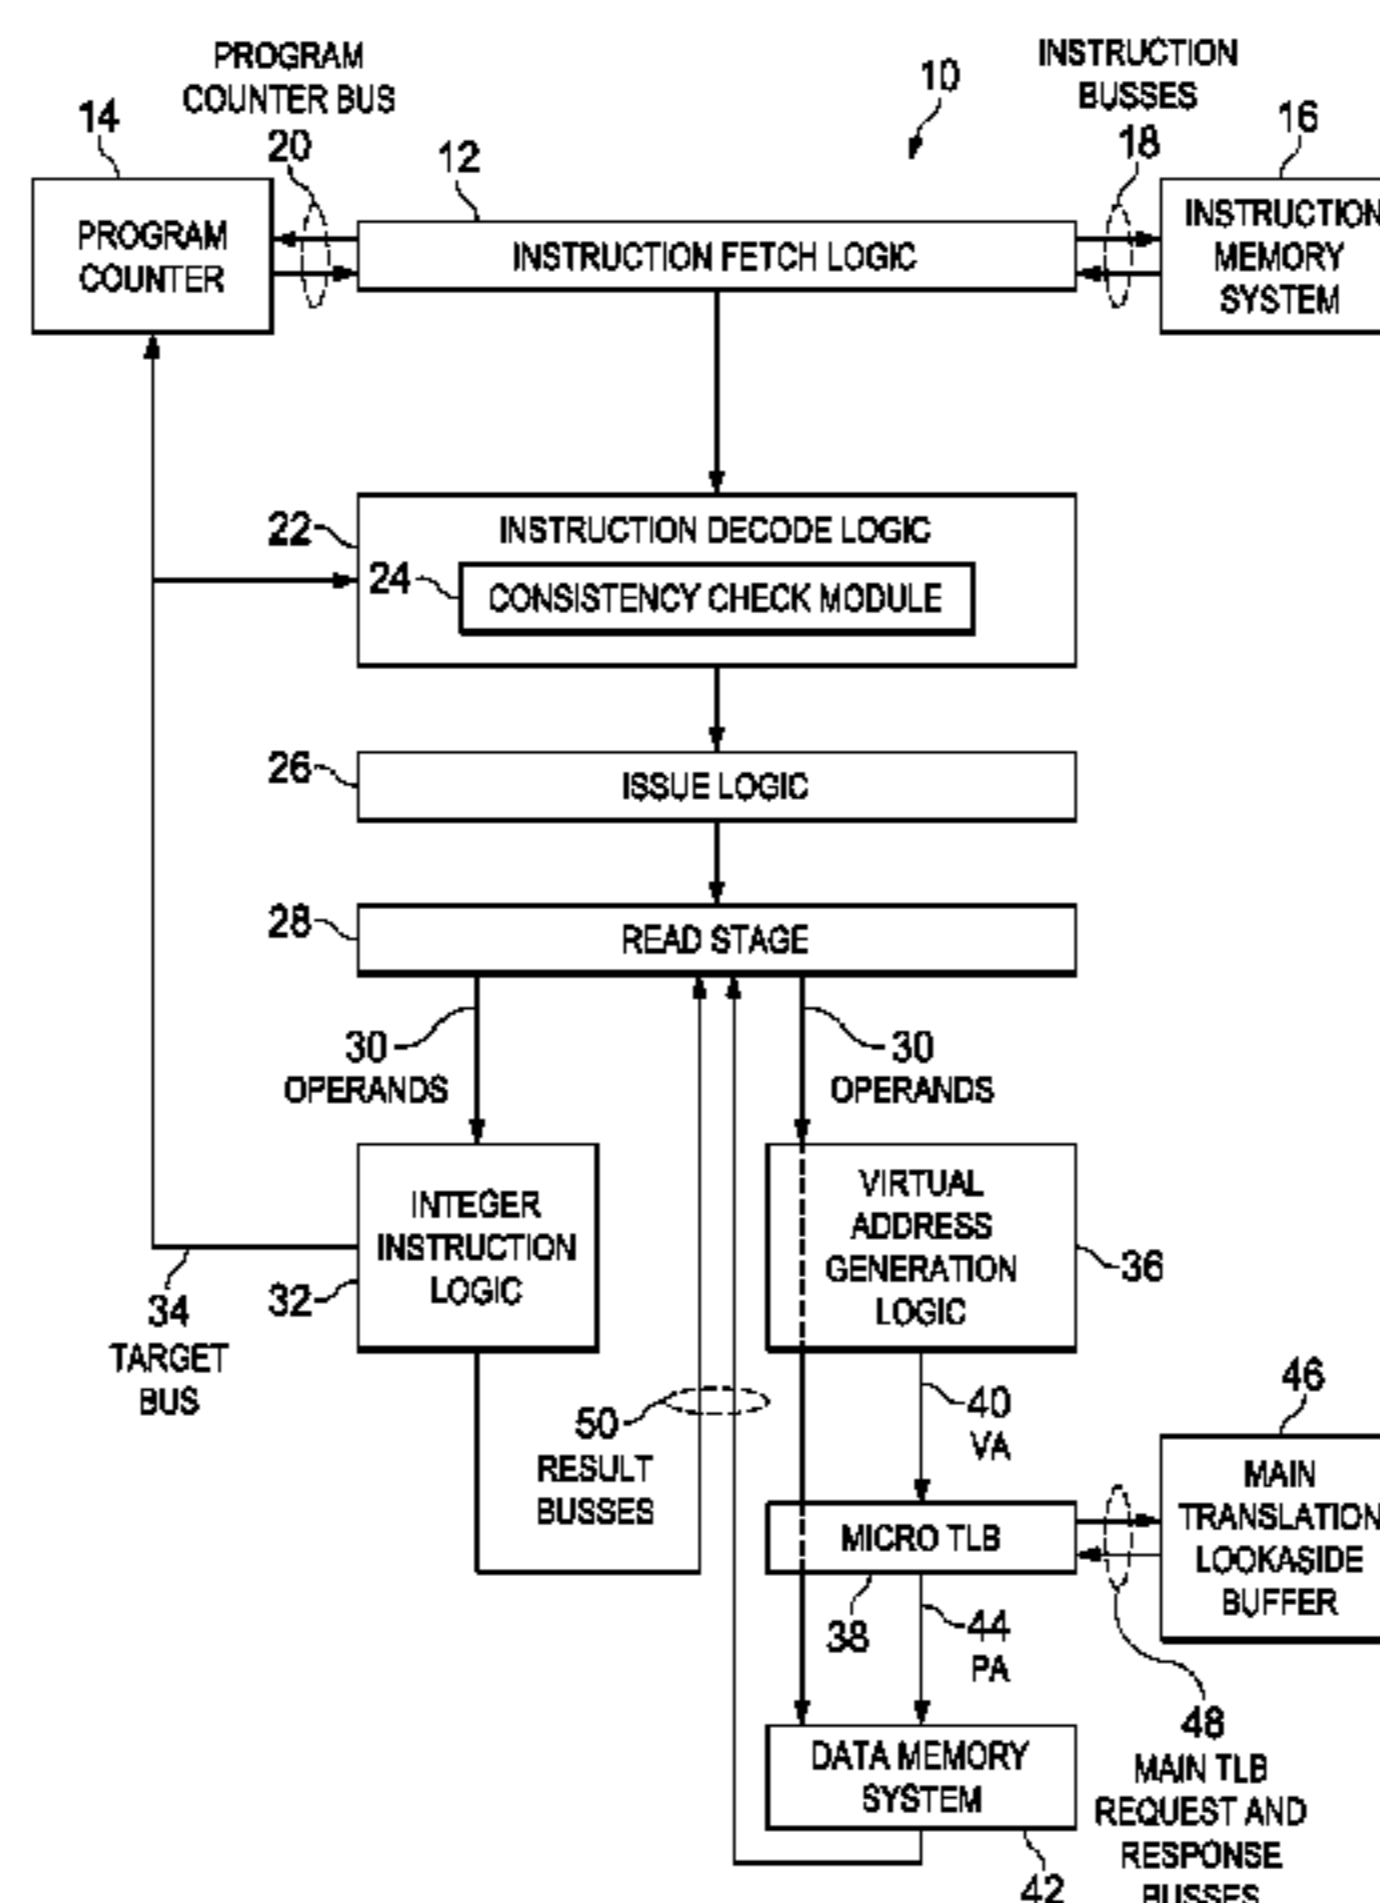 PROGRAM
COUNTER BUS
20
INSTRUCTION
BUSSES
18
10
14
12
16
PROGRAM
COUNTER
INSTRUCTION FETCH LOGIC
INSTRUCTION
MEMORY
SYSTEM
22
INSTRUCTION DECODE LOGIC
24
CONSISTENCY CHECK MODULE
26
ISSUE LOGIC
28
READ STAGE
30
OPERANDS
30
OPERANDS
INTEGER
INSTRUCTION
LOGIC
32
34
TARGET
BUS
VIRTUAL
ADDRESS
GENERATION
LOGIC
36
50
RESULT
BUSSES
40
VA
46
MAIN
TRANSLATION
LOOKASIDE
BUFFER
MICRO TLB
38
44
PA
48
MAIN TLB
REQUEST AND
RESPONSE
BUSSES
DATA MEMORY
SYSTEM
42